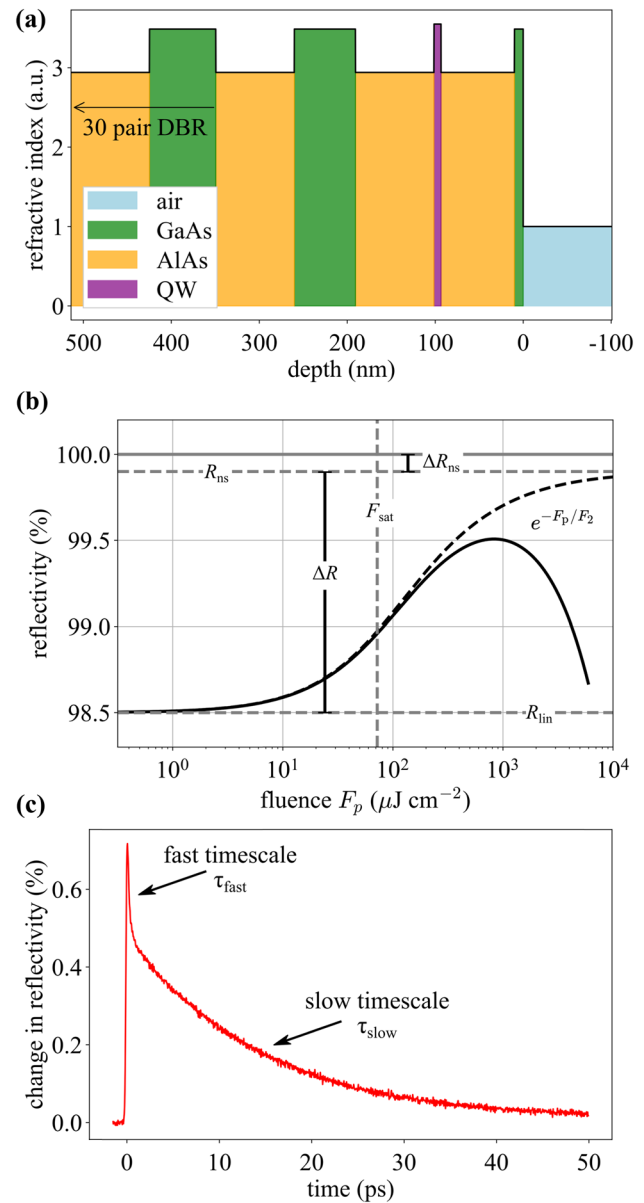 (a)
refractive index (a.u.)
3
2
1
0
30 pair DBR
air
GaAs
AlAs
QW
500
400
300
200
100
0
-100
depth (nm)
(b)
reflectivity (%)
100.0
99.5
99.0
98.5
R_ns
ΔR_ns
F_sat
e^{-F_p/F_2}
ΔR
R_lin
10^0
10^1
10^2
10^3
10^4
fluence F_p (μJ cm^{-2})
(c)
change in reflectivity (%)
0.6
0.4
0.2
0.0
fast timescale
τ_fast
slow timescale
τ_slow
0
10
20
30
40
50
time (ps)